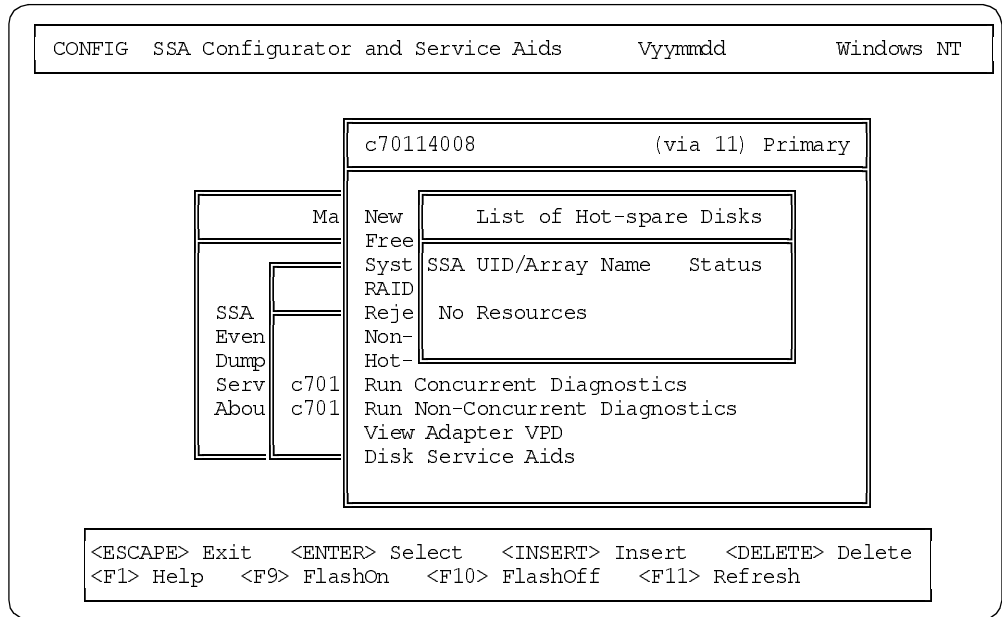 CONFIG SSA Configurator and Service Aids Vyymmdd Windows NT
c70114008 (via 11) Primary
Ma
New
Free
Syst
RAID
Reje
Non-
Hot-
List of Hot-spare Disks
SSA UID/Array Name Status
No Resources
SSA
Even
Dump
Serv
Abou
c701
c701
Run Concurrent Diagnostics
Run Non-Concurrent Diagnostics
View Adapter VPD
Disk Service Aids
<ESCAPE> Exit <ENTER> Select <INSERT> Insert <DELETE> Delete
<F1> Help <F9> FlashOn <F10> FlashOff <F11> Refresh